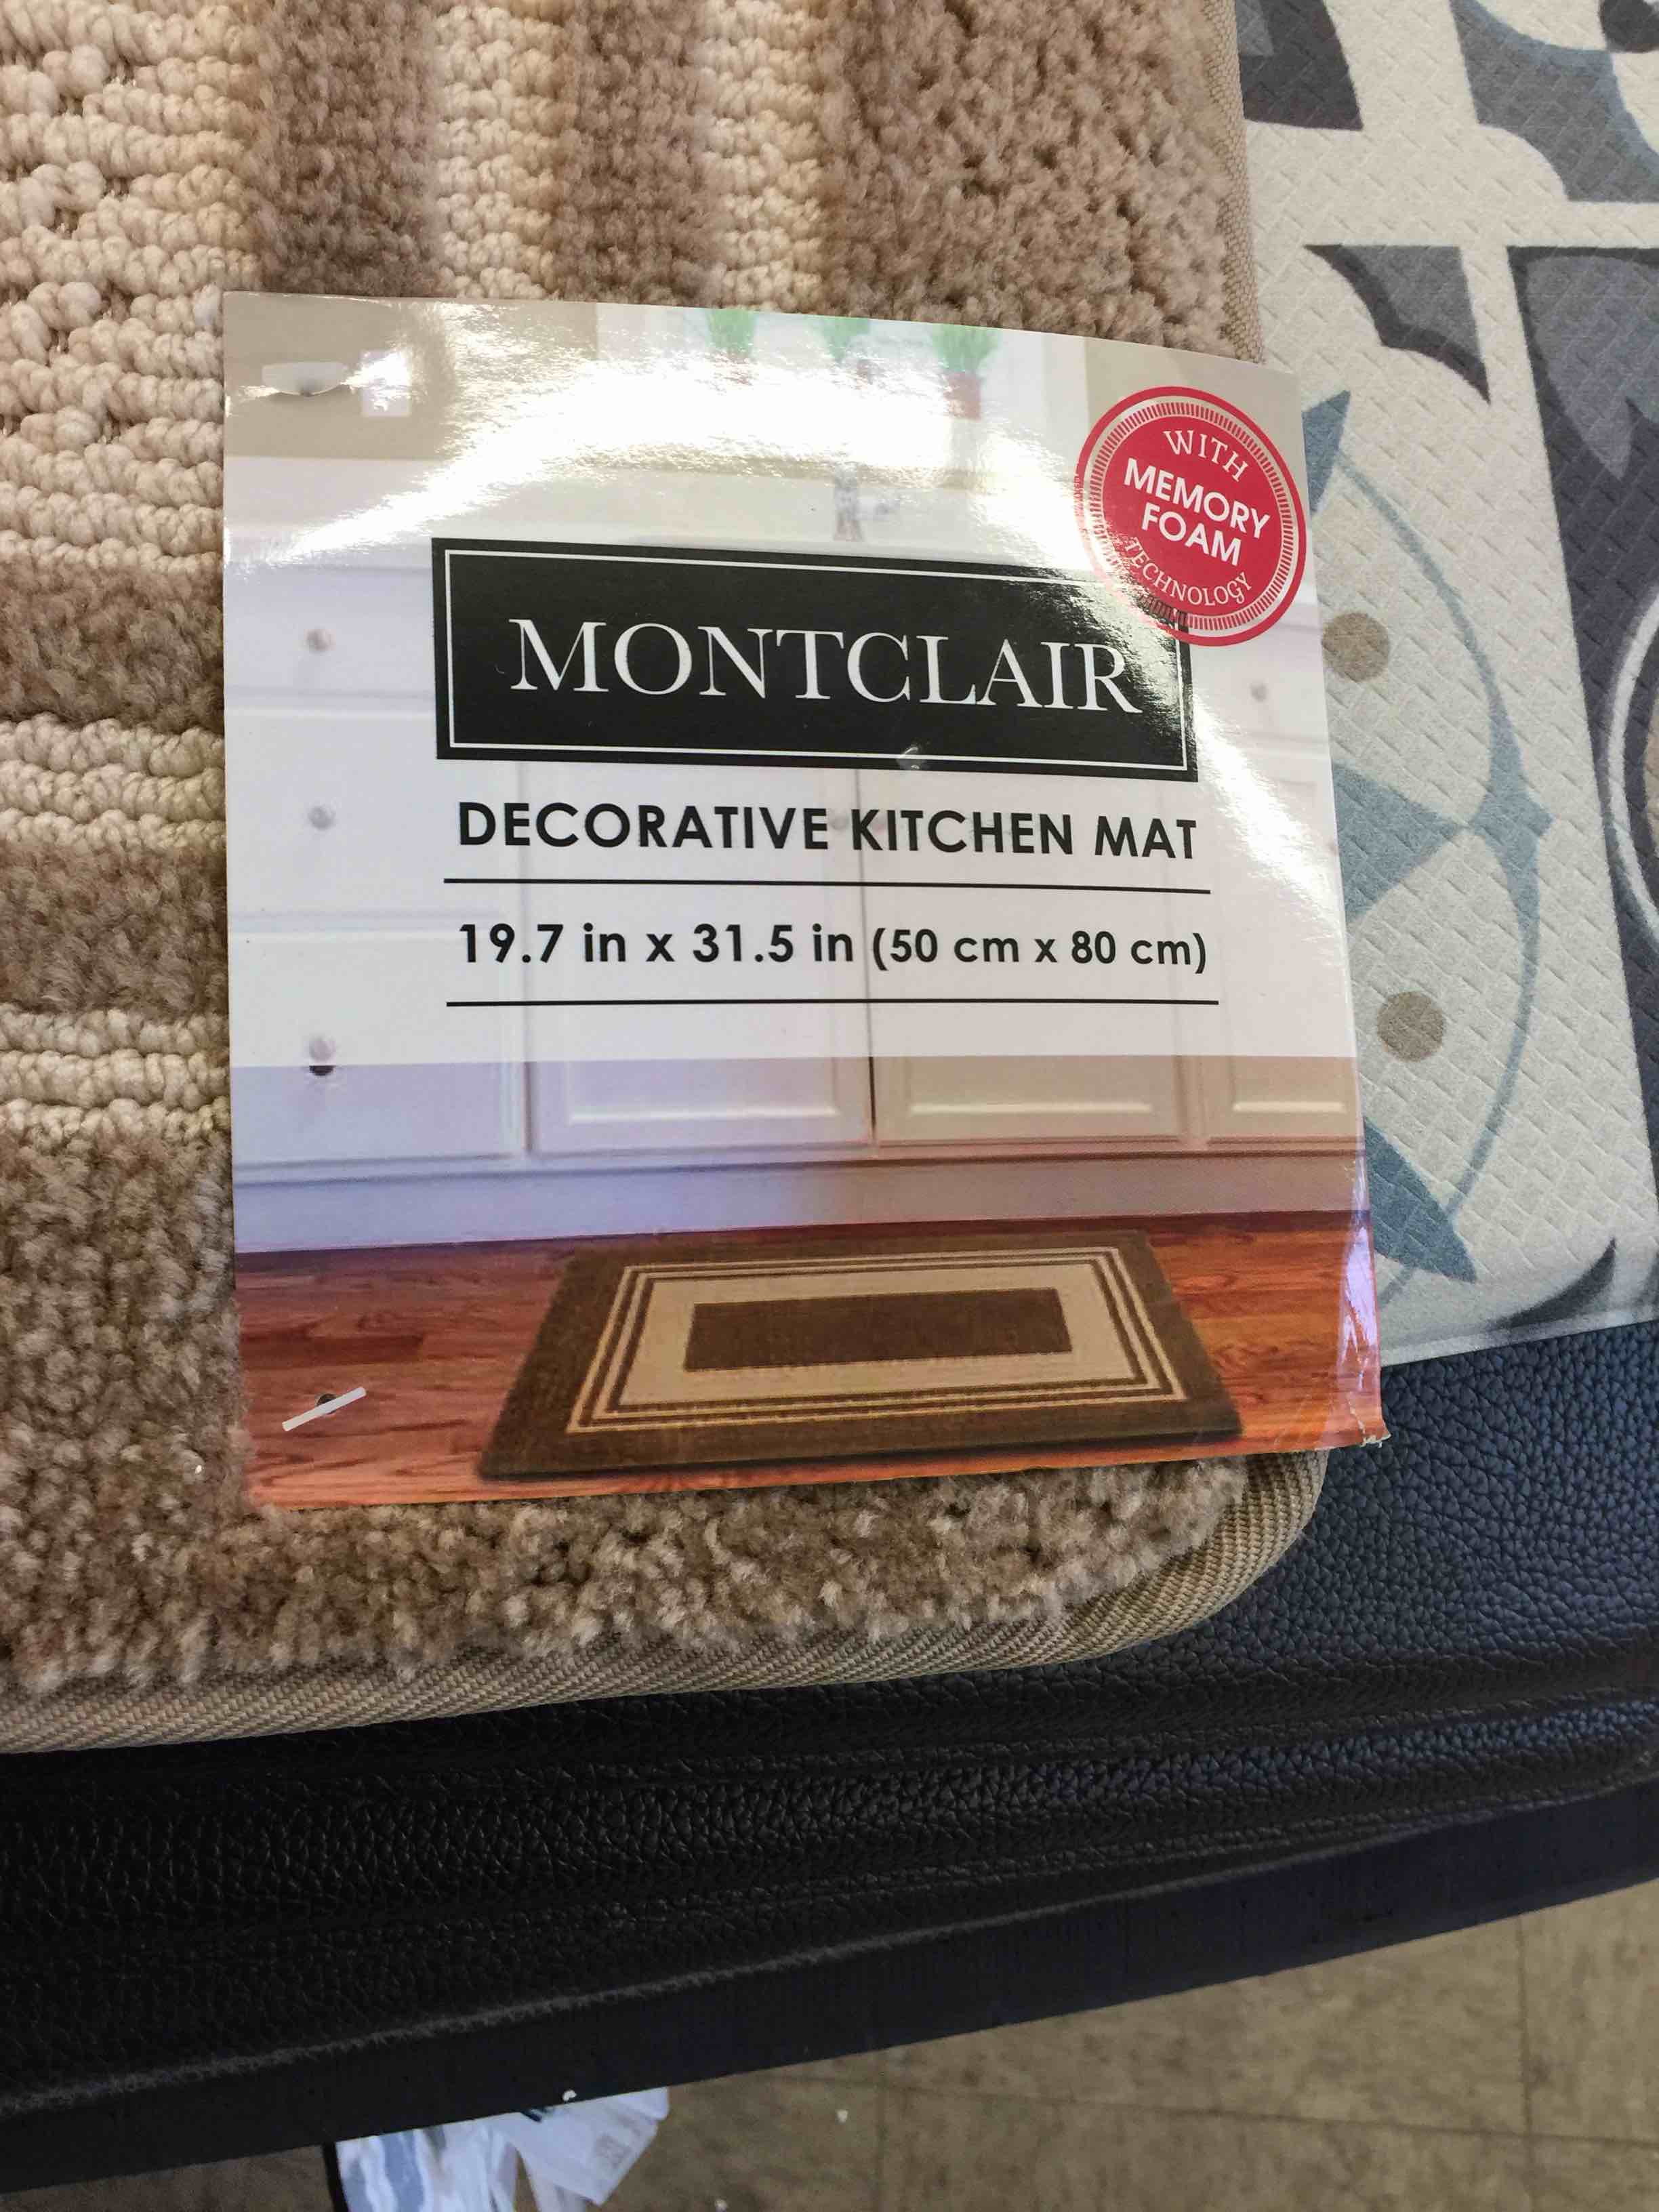 WITH
MEMORY
FOAM
TECHNOLOGY
MONTCLAIR
DECORATIVE KITCHEN MAT
19.7 in x 31.5 in (50 cm x 80 cm)